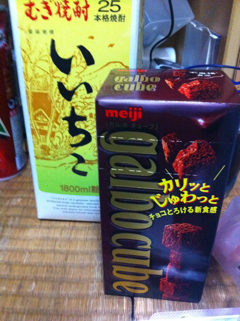 むぎ焼酎
25
本格焼酎
いいちこ
1800ml
galbo
cube
meiji
galbo cube
カリッと
じゅわっと
チョコとろける新食感